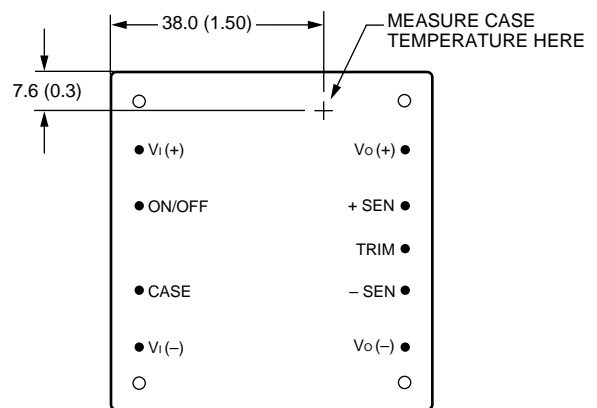 38.0 (1.50)
MEASURE CASE
TEMPERATURE HERE
7.6 (0.3)
VI (+)
VO (+)
ON/OFF
+ SEN
TRIM
CASE
– SEN
VI (–)
VO (–)